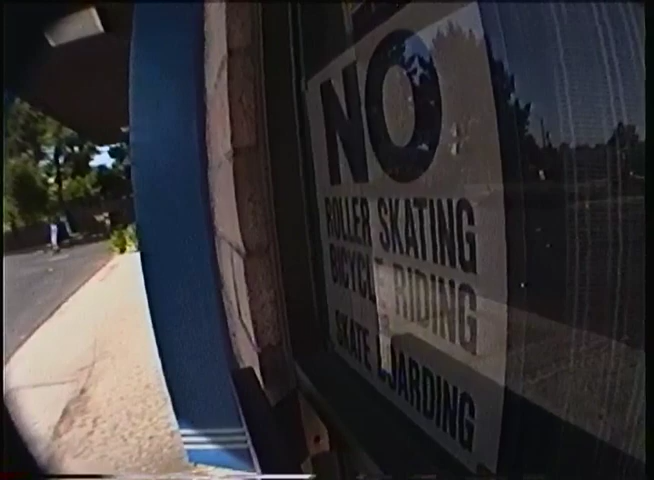 NO
ROLLER SKATING
BICYCLE RIDING
SKATE BOARDING